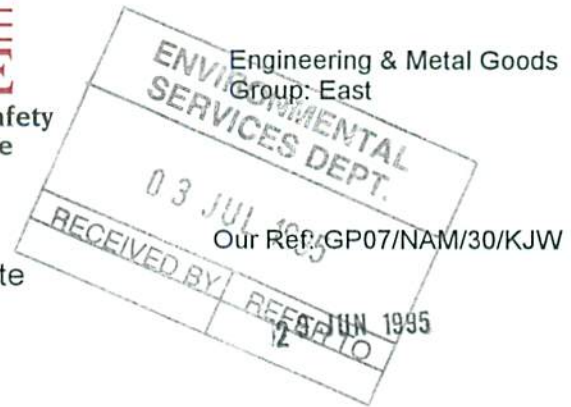 E
afety
e
Engineering & Metal Goods
Group: East
ENVIRONMENTAL
SERVICES DEPT.
03 JUL 1995
RECEIVED BY
REFER TO
Our Ref: GP07/NAM/30/KJW
te
JUN 1995